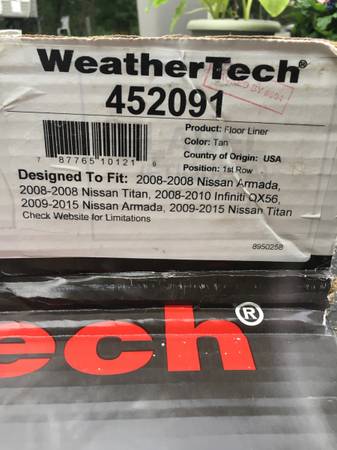 WeatherTech®
452091
Product: Floor Liner
Color: Tan
Country of Origin: USA
Position: 1st Row
7 87765 10121
Designed To Fit: 2008-2008 Nissan Armada,
2008-2008 Nissan Titan, 2008-2010 Infiniti QX56,
2009-2015 Nissan Armada, 2009-2015 Nissan Titan
Check Website for Limitations
8950258
ech®